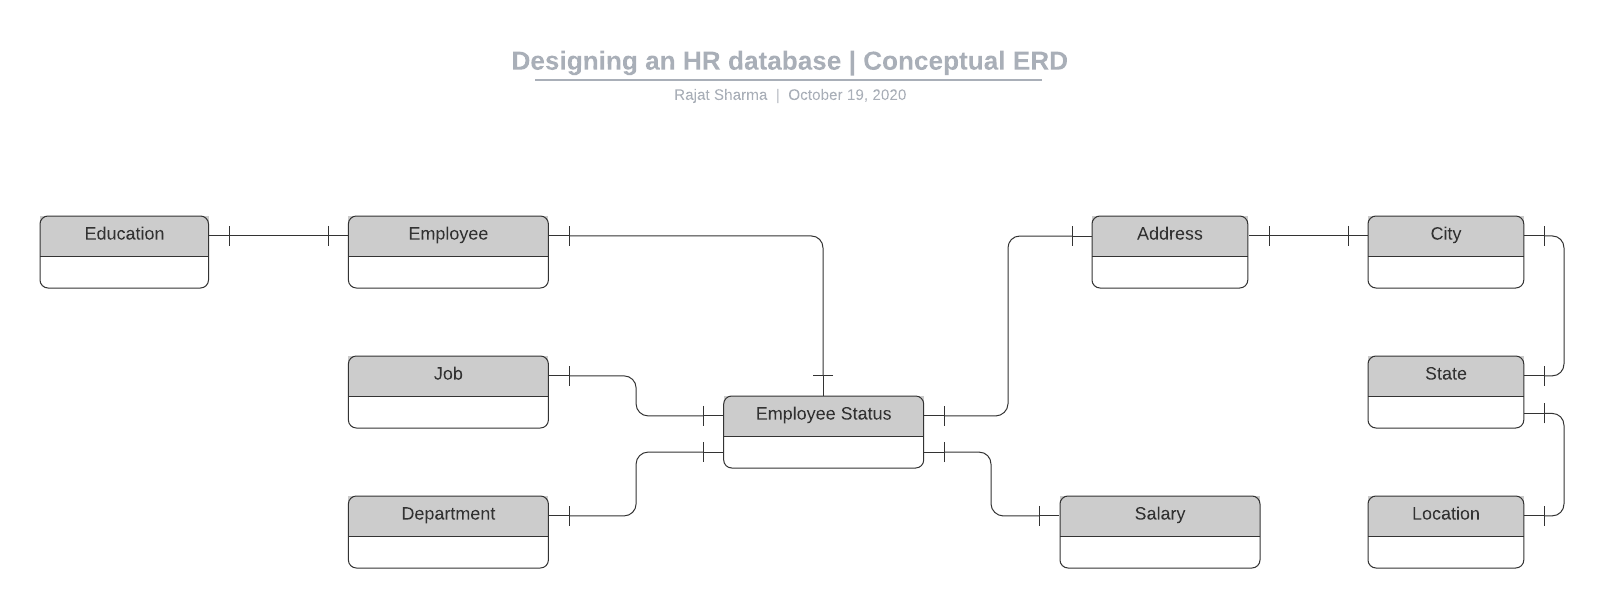 Designing an HR database | Conceptual ERD
Rajat Sharma | October 19, 2020
Education
Employee
Address
City
Job
State
Employee Status
Department
Salary
Location